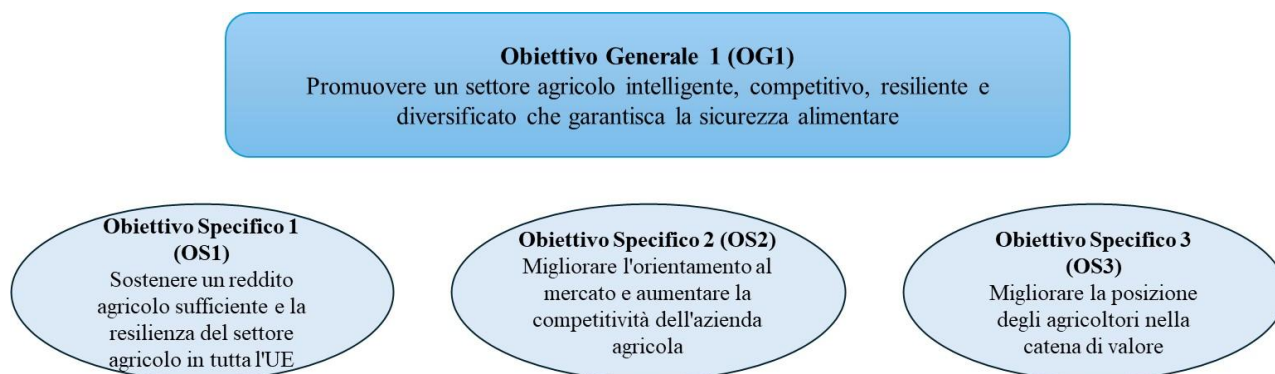 Obiettivo Generale 1 (OG1)
Promuovere un settore agricolo intelligente, competitivo, resiliente e
diversificato che garantisca la sicurezza alimentare
Obiettivo Specifico 1
(OS1)
Sostenere un reddito
agricolo sufficiente e la
resilienza del settore
agricolo in tutta l'UE
Obiettivo Specifico 2 (OS2)
Migliorare l'orientamento al
mercato e aumentare la
competitività dell'azienda
agricola
Obiettivo Specifico 3
(OS3)
Migliorare la posizione
degli agricoltori nella
catena di valore